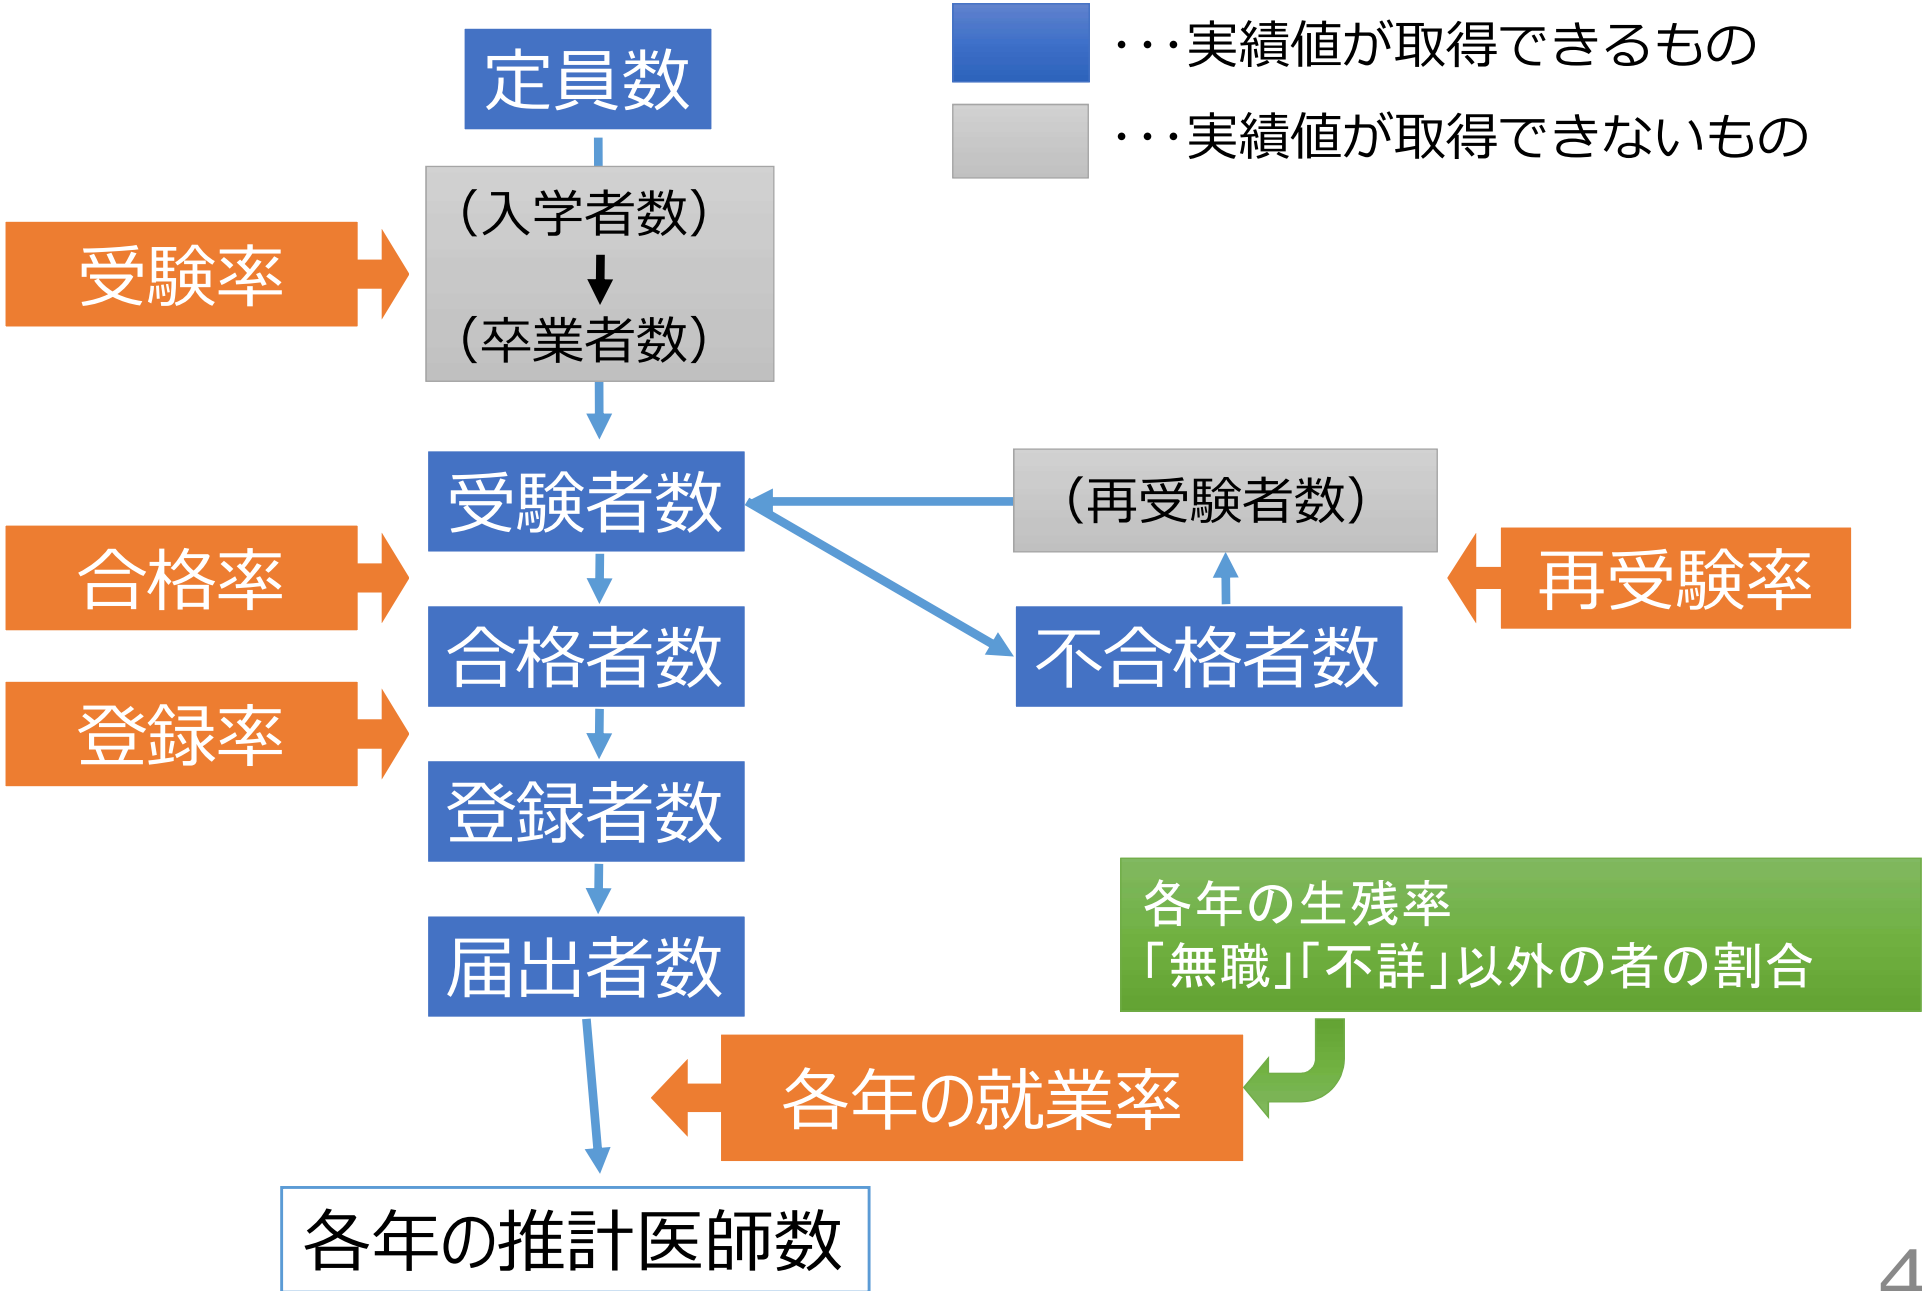 定員数
・・・実績値が取得できるもの
・・・実績値が取得できないもの
（入学者数）
（卒業者数）
受験率
受験者数
（再受験者数）
合格率
再受験率
合格者数
不合格者数
登録率
登録者数
各年の生残率
「無職」「不詳」以外の者の割合
届出者数
各年の就業率
各年の推計医師数
4